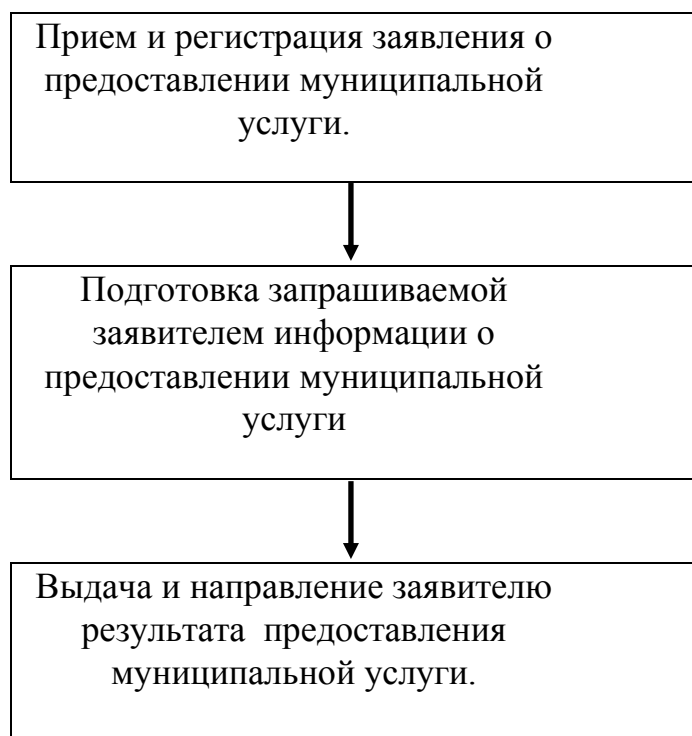 Прием и регистрация заявления о
предоставлении муниципальной
услуги.
Подготовка запрашиваемой
заявителем информации о
предоставлении муниципальной
услуги
Выдача и направление заявителю
результата предоставления
муниципальной услуги.